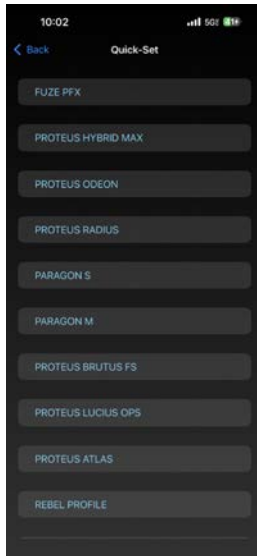 10:02
5G
Back
Quick-Set
FUZE PFX
PROTEUS HYBRID MAX
PROTEUS ODEON
PROTEUS RADIUS
PARAGON S
PARAGON M
PROTEUS BRUTUS FS
PROTEUS LUCIUS OPS
PROTEUS ATLAS
REBEL PROFILE